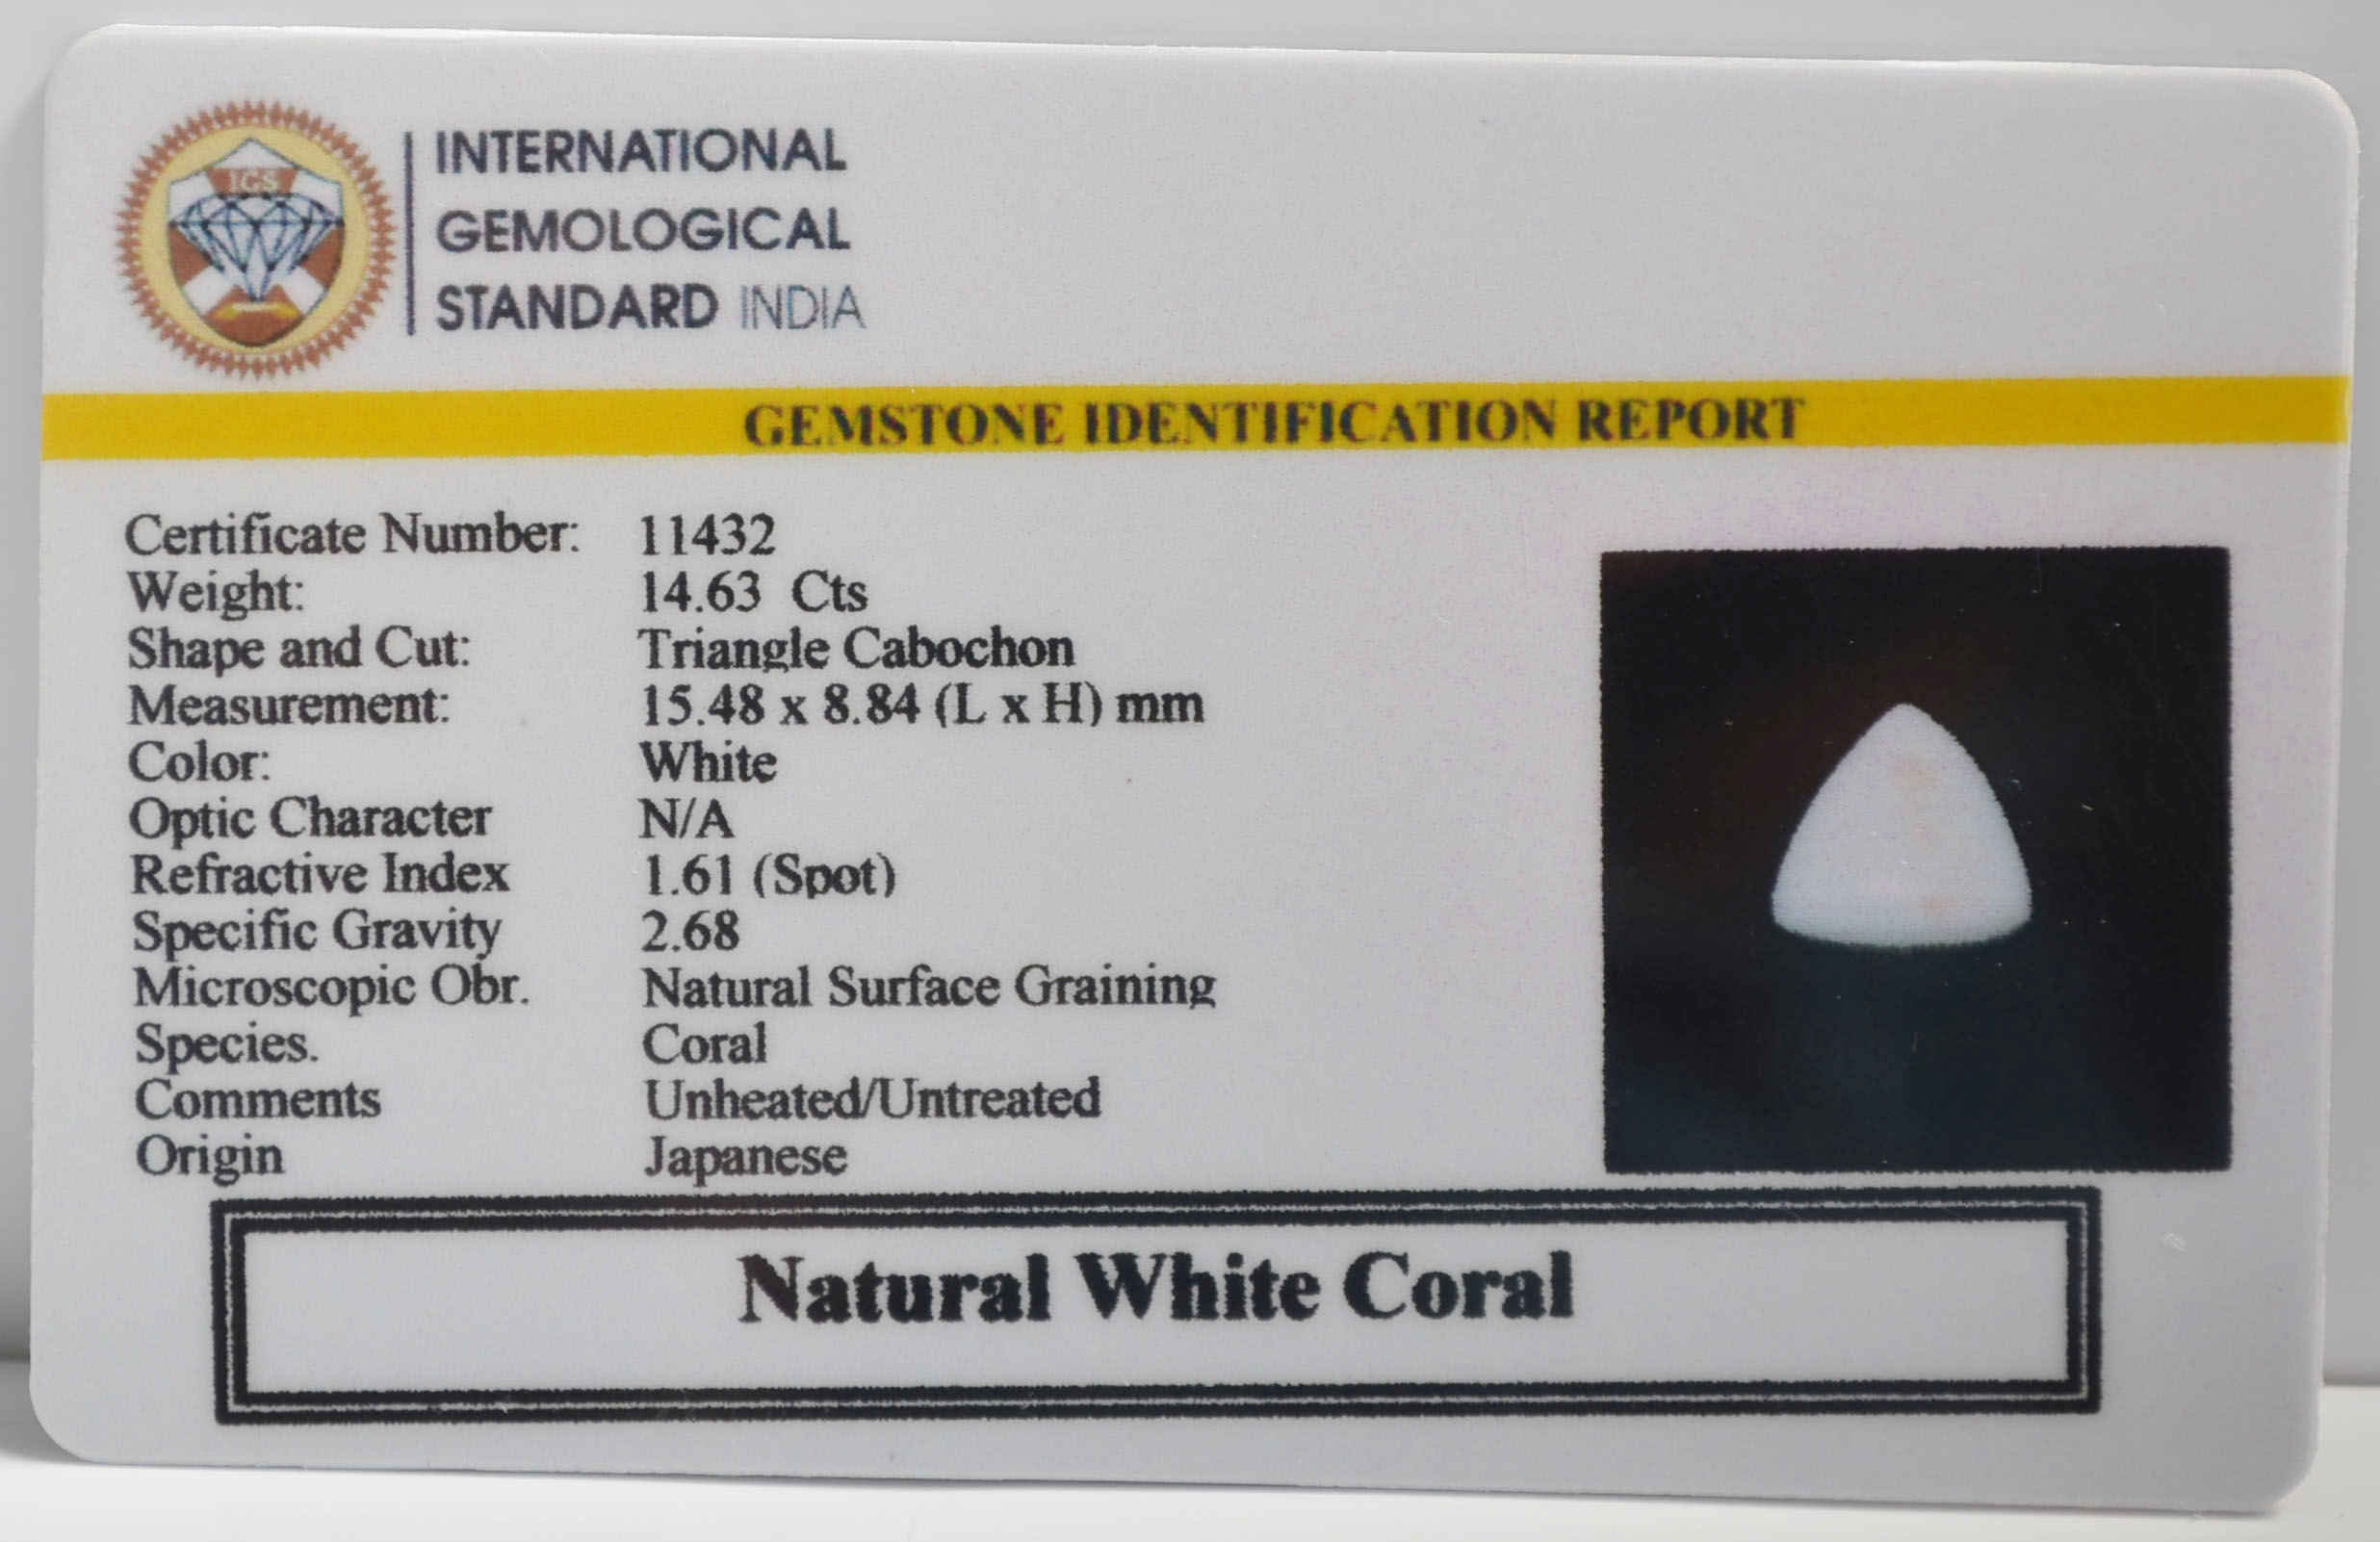 IGS
INTERNATIONAL
GEMOLOGICAL
STANDARD INDIA
GEMSTONE IDENTIFICATION REPORT
Certificate Number: 11432
Weight: 14.63 Cts
Shape and Cut: Triangle Cabochon
Measurement: 15.48 x 8.84 (L x H) mm
Color: White
Optic Character N/A
Refractive Index 1.61 (Spot)
Specific Gravity 2.68
Microscopic Obr. Natural Surface Graining
Species. Coral
Comments Unheated/Untreated
Origin Japanese
Natural White Coral